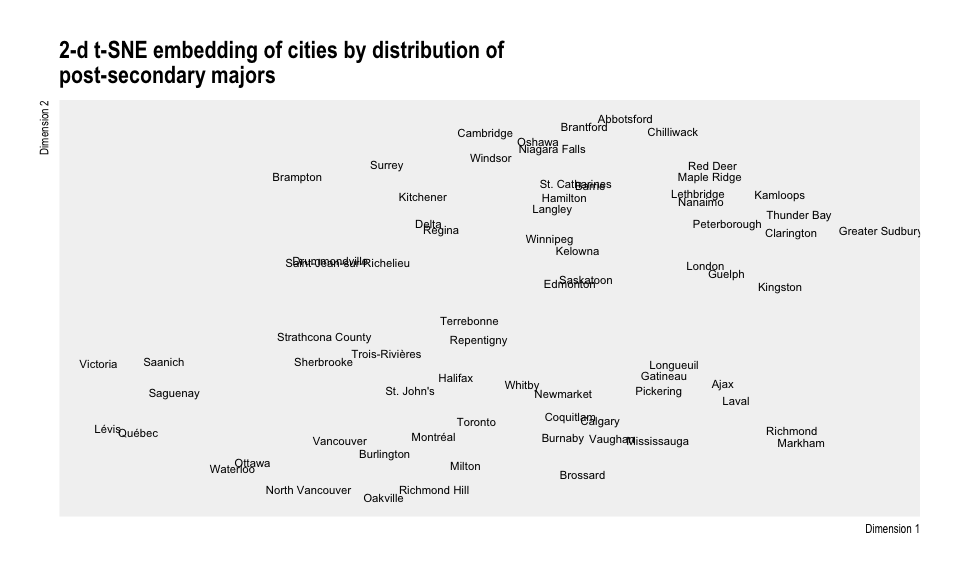 2-d t-SNE embedding of cities by distribution of
post-secondary majors
Dimension 2
Abbotsford
Brantford
Chilliwack
Cambridge
Oshawa
Niagara Falls
Windsor
Surrey
Red Deer
Brampton
Maple Ridge
St. Catharines
Barrie
Kitchener
Hamilton
Lethbridge
Kamloops
Nanaimo
Langley
Thunder Bay
Delta
Peterborough
Regina
Clarington
Greater Sudbury
Winnipeg
Kelowna
Drummondville
Saint-Jean-sur-Richelieu
London
Guelph
Saskatoon
Edmonton
Kingston
Terrebonne
Strathcona County
Repentigny
Trois-Rivières
Victoria
Saanich
Sherbrooke
Longueuil
Gatineau
Halifax
Whitby
Ajax
Saguenay
St. John's
Newmarket
Pickering
Laval
Coquitlam
Calgary
Toronto
Lévis
Québec
Richmond
Vancouver
Montréal
Burnaby
Vaughan
Mississauga
Markham
Burlington
Ottawa
Waterloo
Milton
Brossard
North Vancouver
Richmond Hill
Oakville
Dimension 1